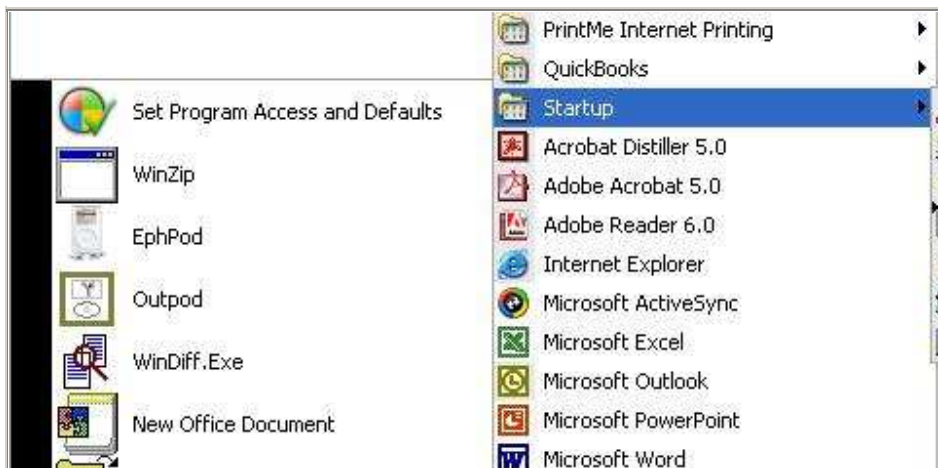 Set Program Access and Defaults
WinZip
EphPod
Outpod
WinDiff.Exe
New Office Document
PrintMe Internet Printing
QuickBooks
Startup
Acrobat Distiller 5.0
Adobe Acrobat 5.0
Adobe Reader 6.0
Internet Explorer
Microsoft ActiveSync
Microsoft Excel
Microsoft Outlook
Microsoft PowerPoint
Microsoft Word